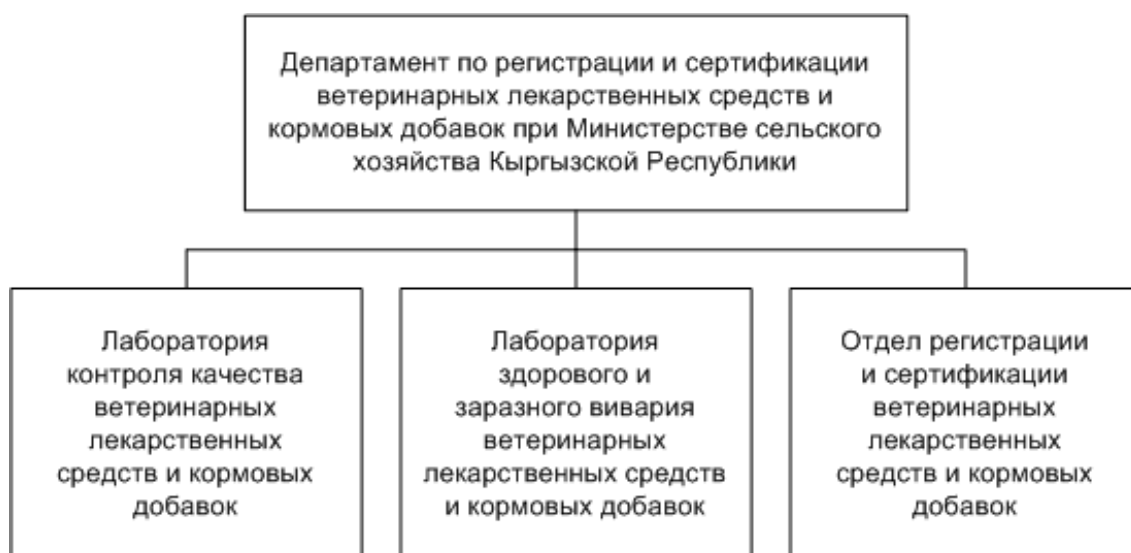 Департамент по регистрации и сертификации
ветеринарных лекарственных средств и
кормовых добавок при Министерстве сельского
хозяйства Кыргызской Республики
Лаборатория
контроля качества
ветеринарных
лекарственных
средств и кормовых
добавок
Лаборатория
здорового и
заразного вивария
ветеринарных
лекарственных средств
и кормовых добавок
Отдел регистрации
и сертификации
ветеринарных
лекарственных
средств и кормовых
добавок